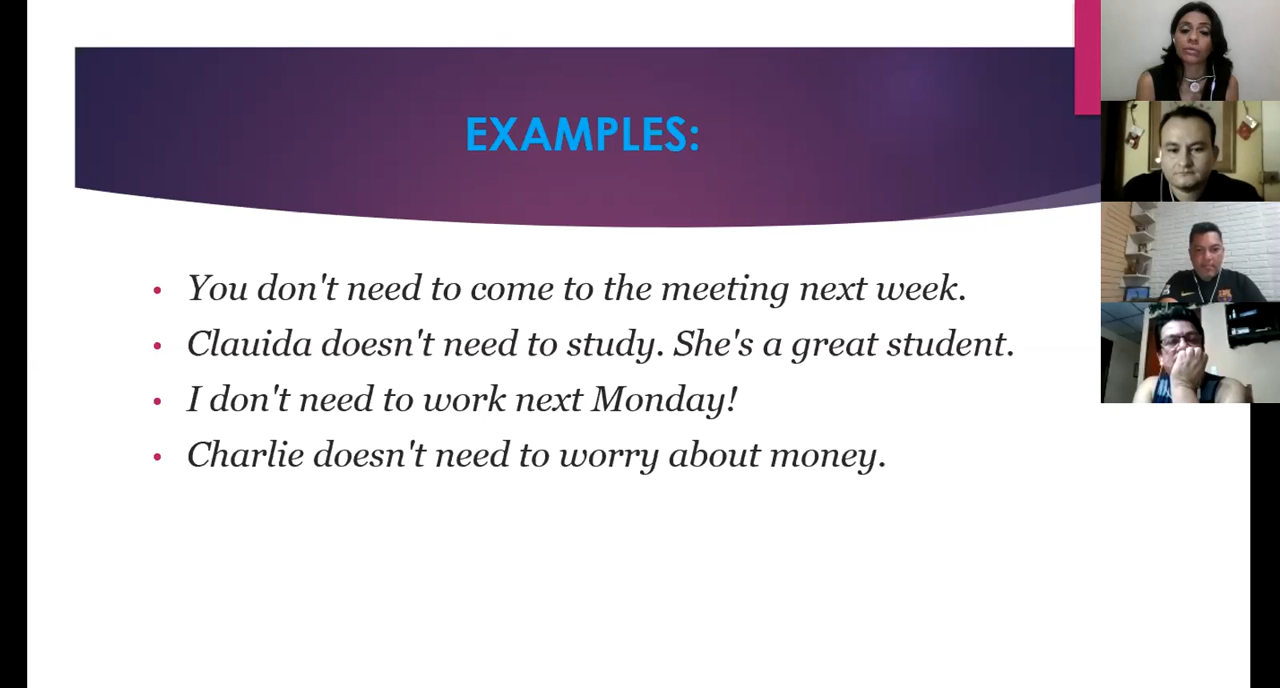 EXAMPLES:
• You don't need to come to the meeting next week.
• Clauida doesn't need to study. She's a great student.
• I don't need to work next Monday!
• Charlie doesn't need to worry about money.